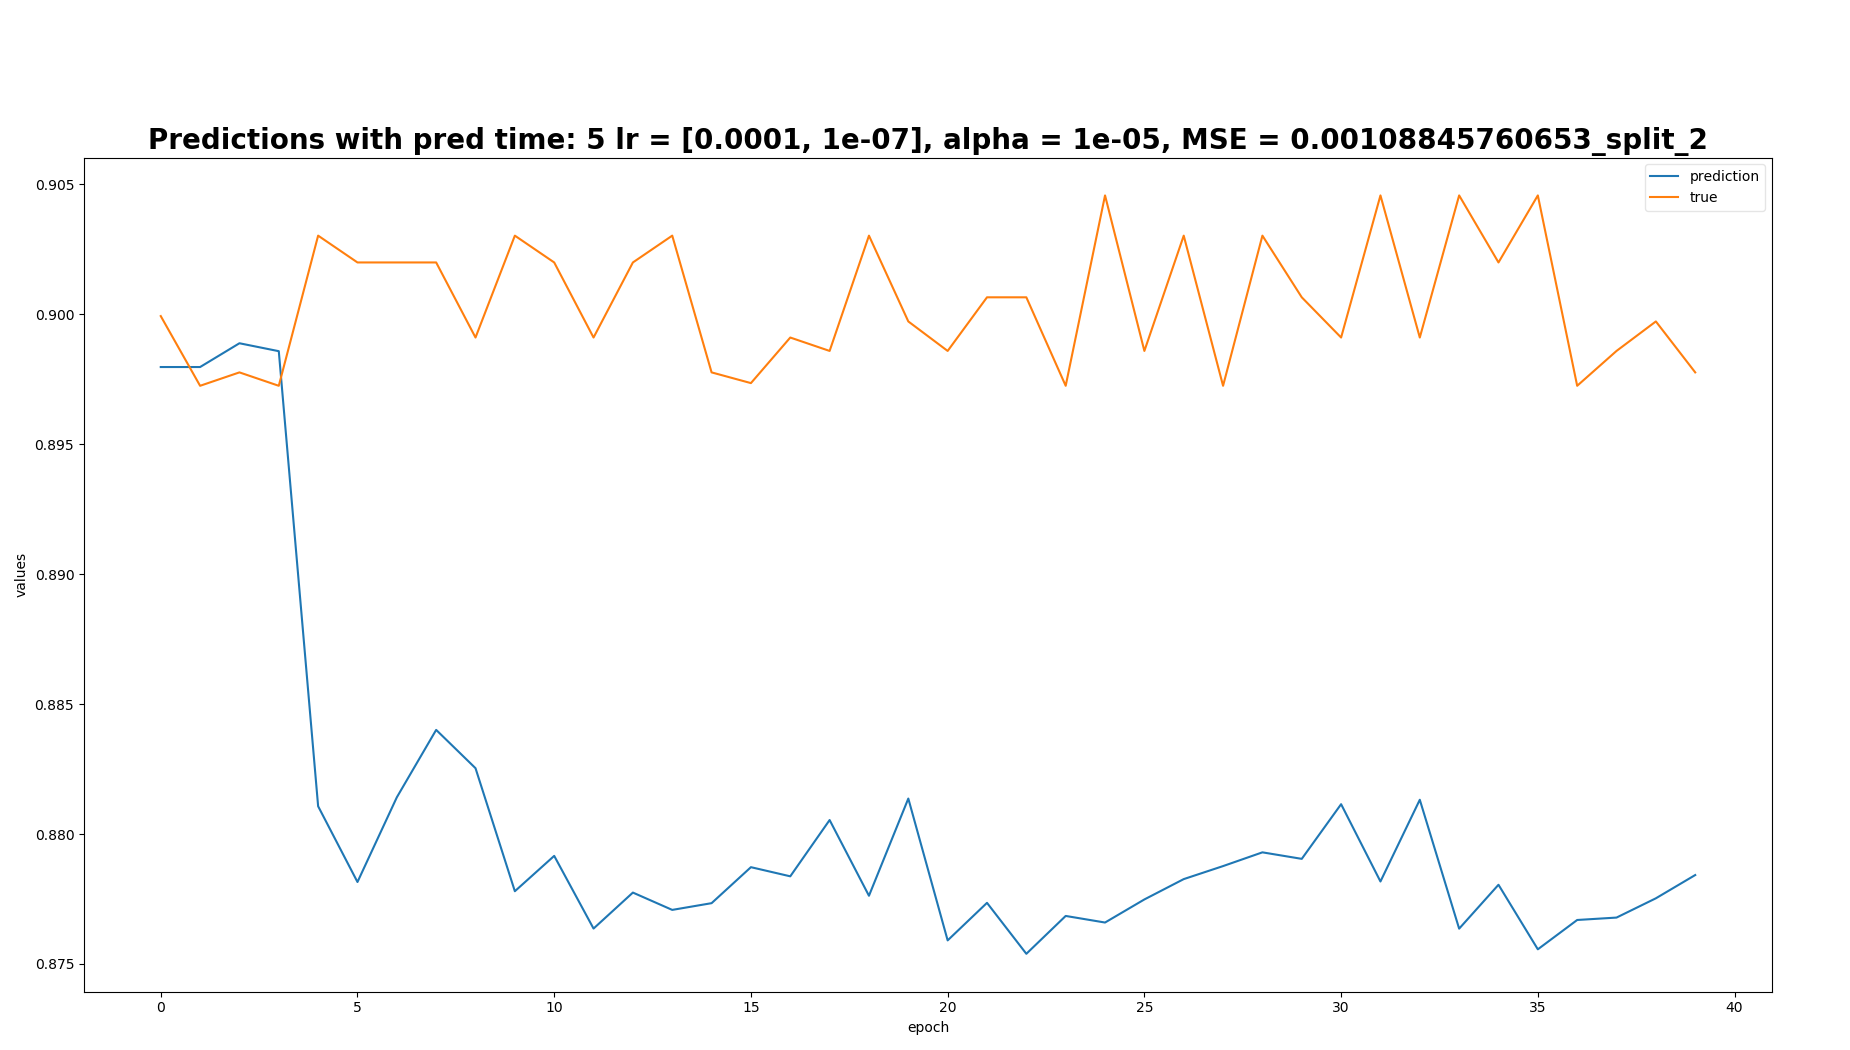 Predictions with pred time: 5 lr = [0.0001, 1e-07], alpha = 1e-05, MSE = 0.00108845760653_split_2
prediction
true
0.905
0.900
0.895
0.890
0.885
0.880
0.875
values
0 5 10 15 20 25 30 35 40
epoch